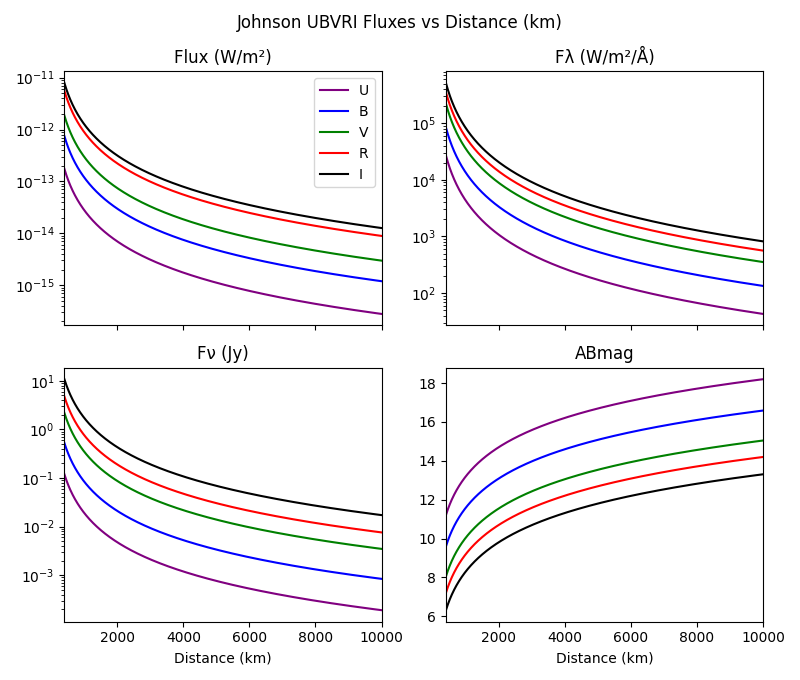 Johnson UBVRI Fluxes vs Distance (km)
Flux (W/m²)
10⁻¹¹
10⁻¹²
10⁻¹³
10⁻¹⁴
10⁻¹⁵
U
B
V
R
I
Fλ (W/m²/Å)
10⁵
10⁴
10³
10²
Fν (Jy)
10¹
10⁰
10⁻¹
10⁻²
10⁻³
2000 4000 6000 8000 10000
Distance (km)
ABmag
18
16
14
12
10
8
6
2000 4000 6000 8000 10000
Distance (km)